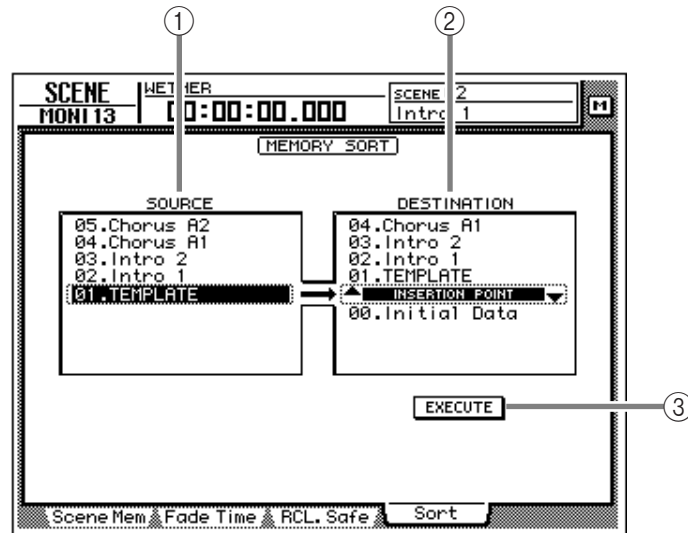 ① ②
SCENE WETHER SCENE 2
MONI 13 00:00:00.000 Intro 1
M
MEMORY SORT
SOURCE DESTINATION
05.Chorus A2 04.Chorus A1
04.Chorus A1 03.Intro 2
03.Intro 2 02.Intro 1
02.Intro 1 01.TEMPLATE
01.TEMPLATE INSERTION POINT
00.Initial Data
EXECUTE ③
Scene Mem Fade Time RCL. Safe Sort